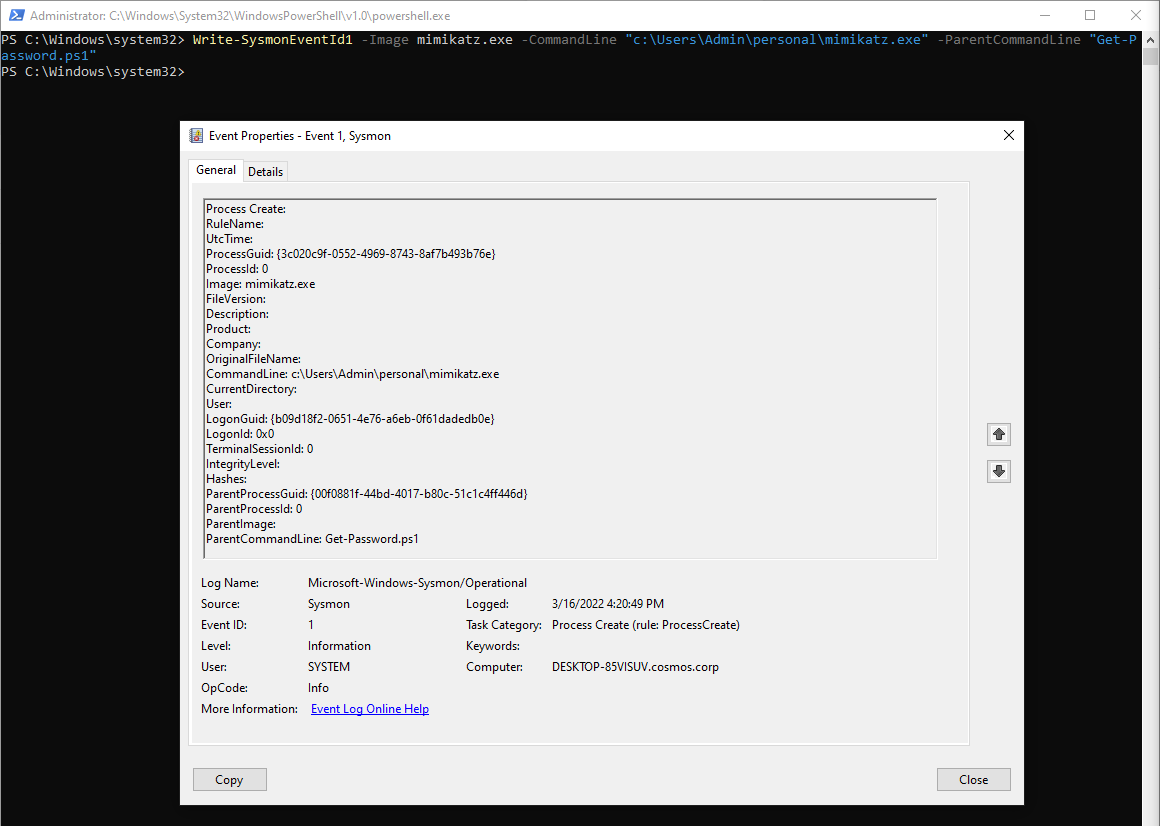 Administrator: C:\Windows\System32\WindowsPowerShell\v1.0\powershell.exe
PS C:\Windows\system32> Write-SysmonEventId1 -Image mimikatz.exe -CommandLine "c:\Users\Admin\personal\mimikatz.exe" -ParentCommandLine "Get-P
assword.ps1"
PS C:\Windows\system32>
Event Properties - Event 1, Sysmon
General Details
Process Create:
RuleName:
UtcTime:
ProcessGuid: {3c020c9f-0552-4969-8743-8af7b493b76e}
ProcessId: 0
Image: mimikatz.exe
FileVersion:
Description:
Product:
Company:
OriginalFileName:
CommandLine: c:\Users\Admin\personal\mimikatz.exe
CurrentDirectory:
User:
LogonGuid: {b09d18f2-0651-4e76-a6eb-0f61dadedb0e}
LogonId: 0x0
TerminalSessionId: 0
IntegrityLevel:
Hashes:
ParentProcessGuid: {00f0881f-44bd-4017-b80c-51c1c4ff446d}
ParentProcessId: 0
ParentImage:
ParentCommandLine: Get-Password.ps1
Log Name: Microsoft-Windows-Sysmon/Operational
Source: Sysmon Logged: 3/16/2022 4:20:49 PM
Event ID: 1 Task Category: Process Create (rule: ProcessCreate)
Level: Information Keywords:
User: SYSTEM Computer: DESKTOP-85VISUV.cosmos.corp
OpCode: Info
More Information: Event Log Online Help
Copy Close